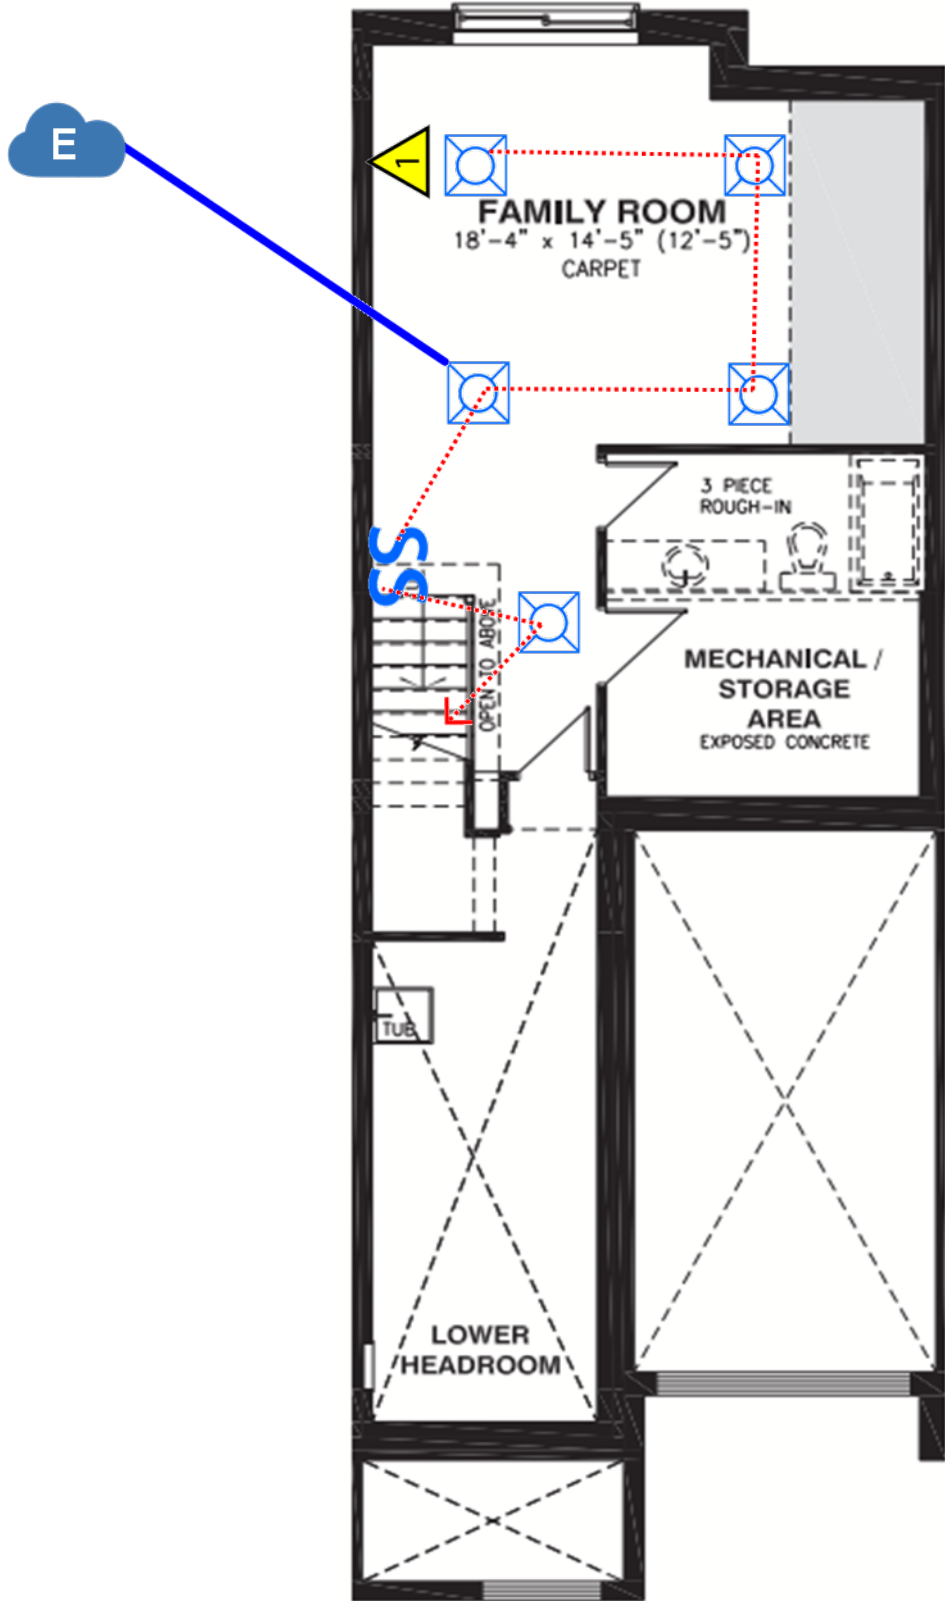 E
1
FAMILY ROOM
18'-4" x 14'-5" (12'-5")
CARPET
3 PIECE
ROUGH-IN
S
S
OPEN TO ABOVE
MECHANICAL /
STORAGE
AREA
EXPOSED CONCRETE
TUB
LOWER
HEADROOM